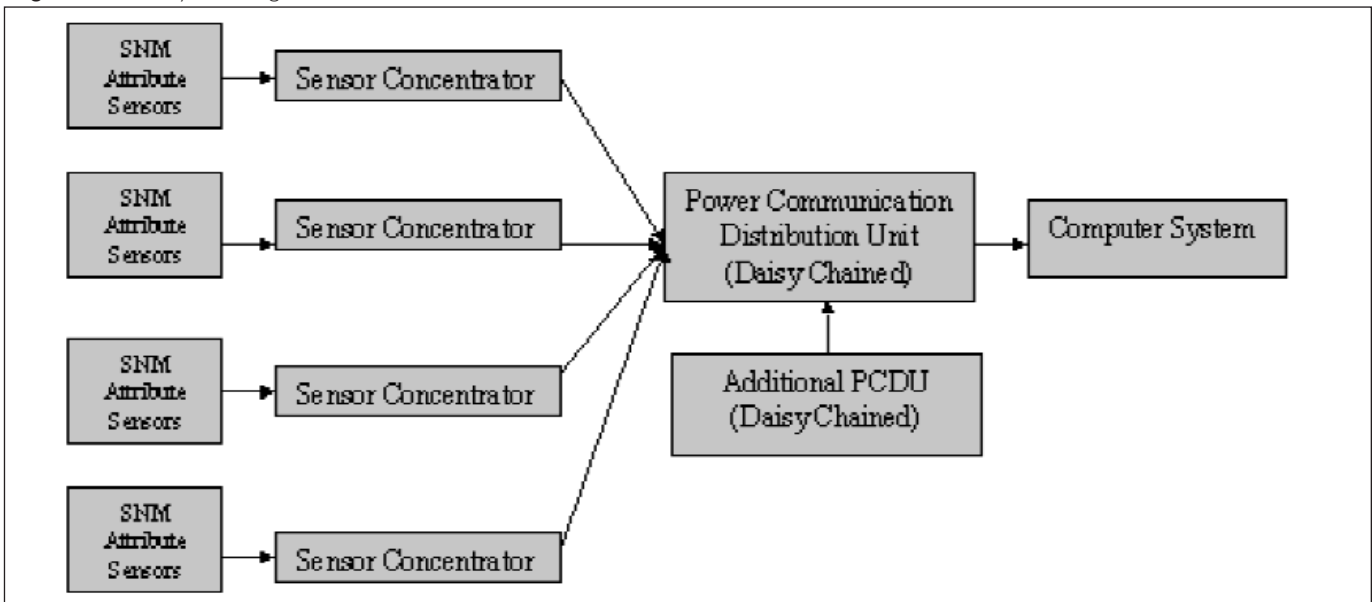 SNM
Attribute
Sensors
Sensor Concentrator
SNM
Attribute
Sensors
Sensor Concentrator
Power Communication
Distribution Unit
(Daisy Chained)
Computer System
SNM
Attribute
Sensors
Sensor Concentrator
Additional PCDU
(Daisy Chained)
SNM
Attribute
Sensors
Sensor Concentrator